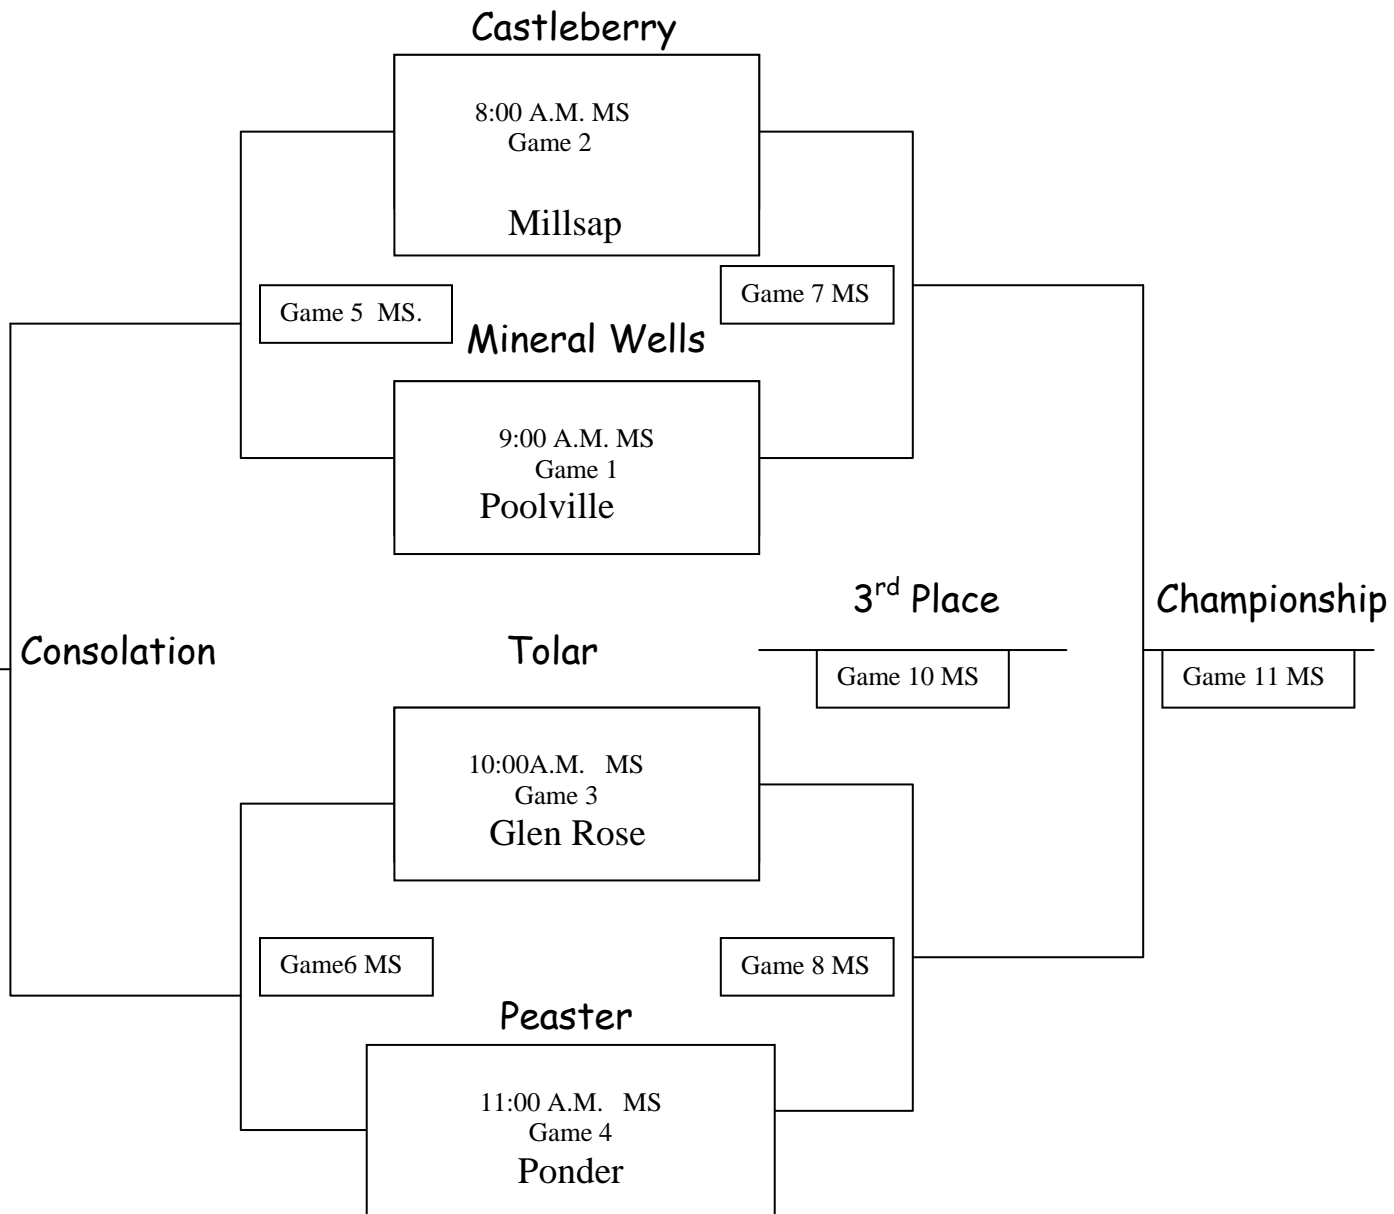 Castleberry
8:00 A.M. MS
Game 2
Millsap
Game 5  MS.
Game 7 MS
Mineral Wells
9:00 A.M. MS
Game 1
Poolville
3rd Place
Championship
Consolation
Tolar
Game 10 MS
Game 11 MS
10:00A.M.   MS
Game 3
Glen Rose
Game6 MS
Game 8 MS
Peaster
11:00 A.M.   MS
Game 4
Ponder